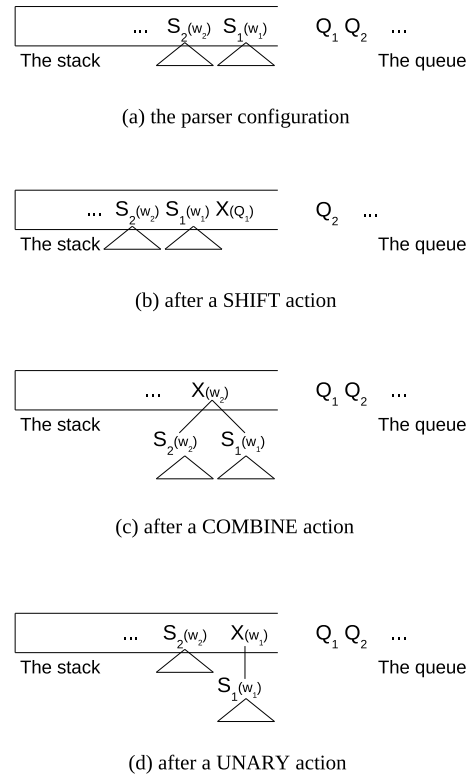 ... S2(w2) S1(w1) Q1 Q2 ...
The stack The queue
(a) the parser configuration
... S2(w2) S1(w1) X(Q1) Q2 ...
The stack The queue
(b) after a SHIFT action
... X(w2) Q1 Q2 ...
The stack The queue
S2(w2) S1(w1)
(c) after a COMBINE action
... S2(w2) X(w1) Q1 Q2 ...
The stack The queue
S1(w1)
(d) after a UNARY action